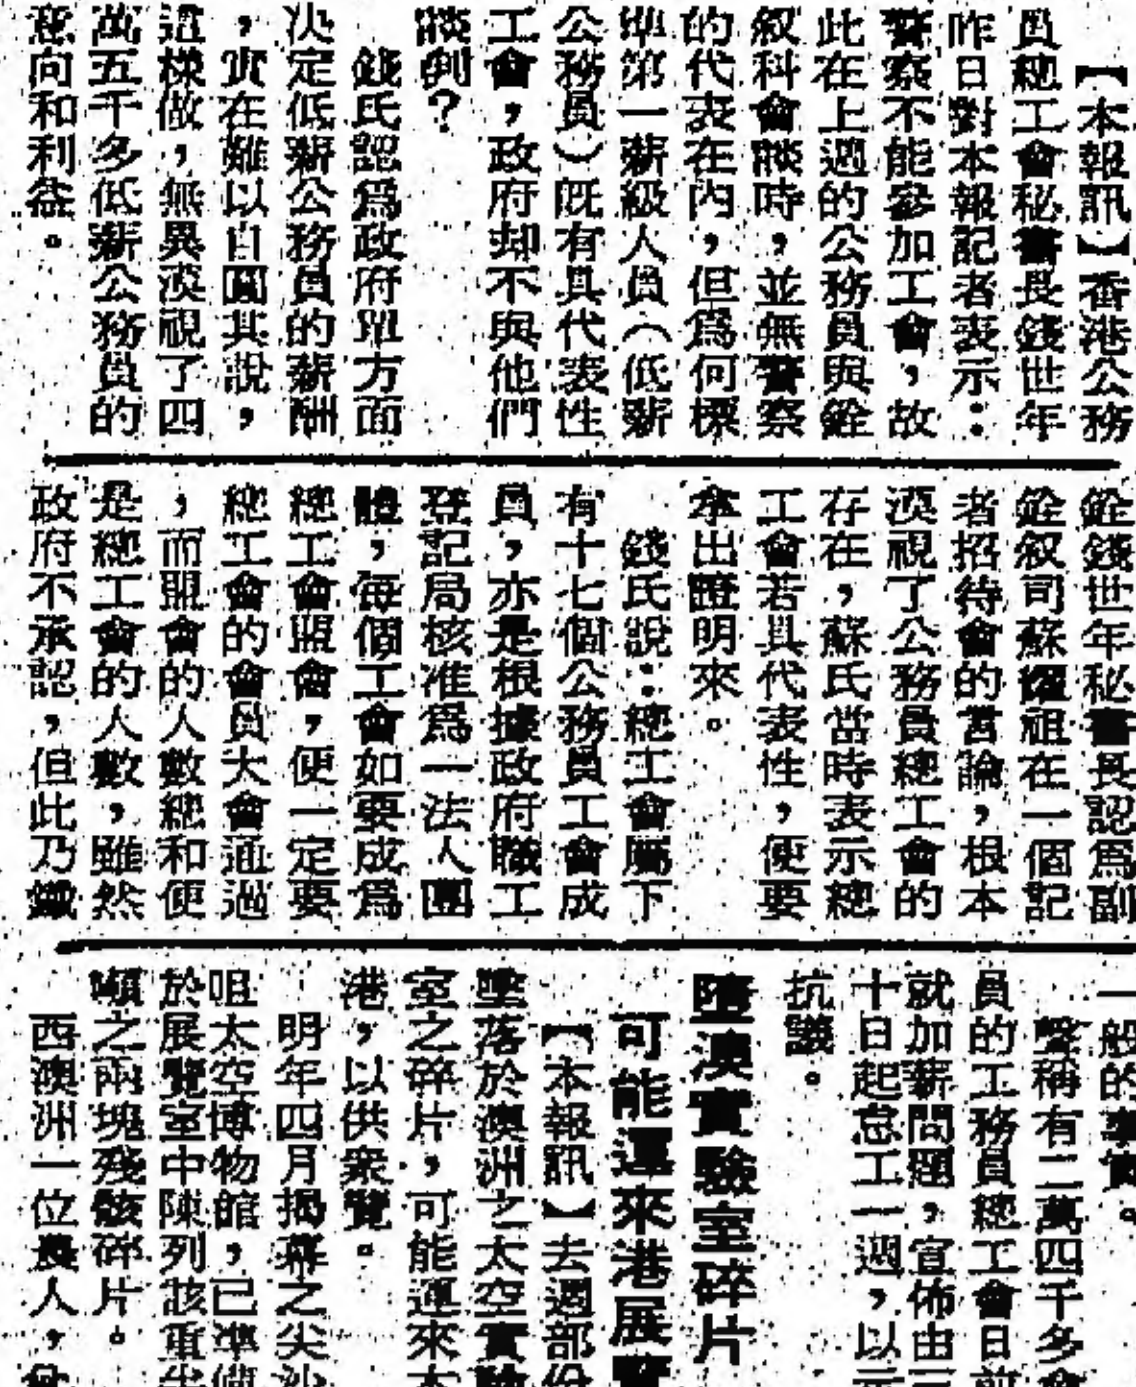 【本報訊】香港公務
員總工會秘書長錢世年
昨日對本報記者表示：
警察不能參加工會，故
此在上週的公務員與銓
叙科會談時，並無警察
的代表在內，但爲何標
準第一薪級人員（低薪
公務員）既有具代表性
工會，政府却不與他們
談到？
錢氏認爲政府單方面
决定低薪公務員的薪酬
，實在難以自圓其說，
這樣做，無異漠視了四
萬五千多低薪公務員的
意向和利益。
銓錢世年秘書長認爲副
銓叙司蘇耀祖在一個記
者招待會的言論，根本
漠視了公務員總工會的
存在，蘇氏當時表示總
工會若具代表性，便要
拿出證明來。
錢氏說：總工會屬下
有十七個公務員工會成
員，亦是根據政府職工
登記局核准爲一法人團
體，每個工會如要成爲
總工會盟會，便一定要
總工會的會員大會通過
，而盟會的人數總和便
是總工會的人數，雖然
政府不承認，但此乃鐵
一般的事實。
聲稱有二萬四千多會
員的工務員總工會日前
就加薪問題，宣佈由二
十日起怠工一週，以示
抗議。
墮澳實驗室碎片
可能運來港展覽
【本報訊】去週部份
墜落於澳洲之太空實驗
室之碎片，可能運來本
港，以供衆覽。
明年四月揭幕之尖沙
咀太空博物館，已準備
於展覽室中陳列該重半
噸之兩塊殘骸碎片。
西澳洲一位農人，